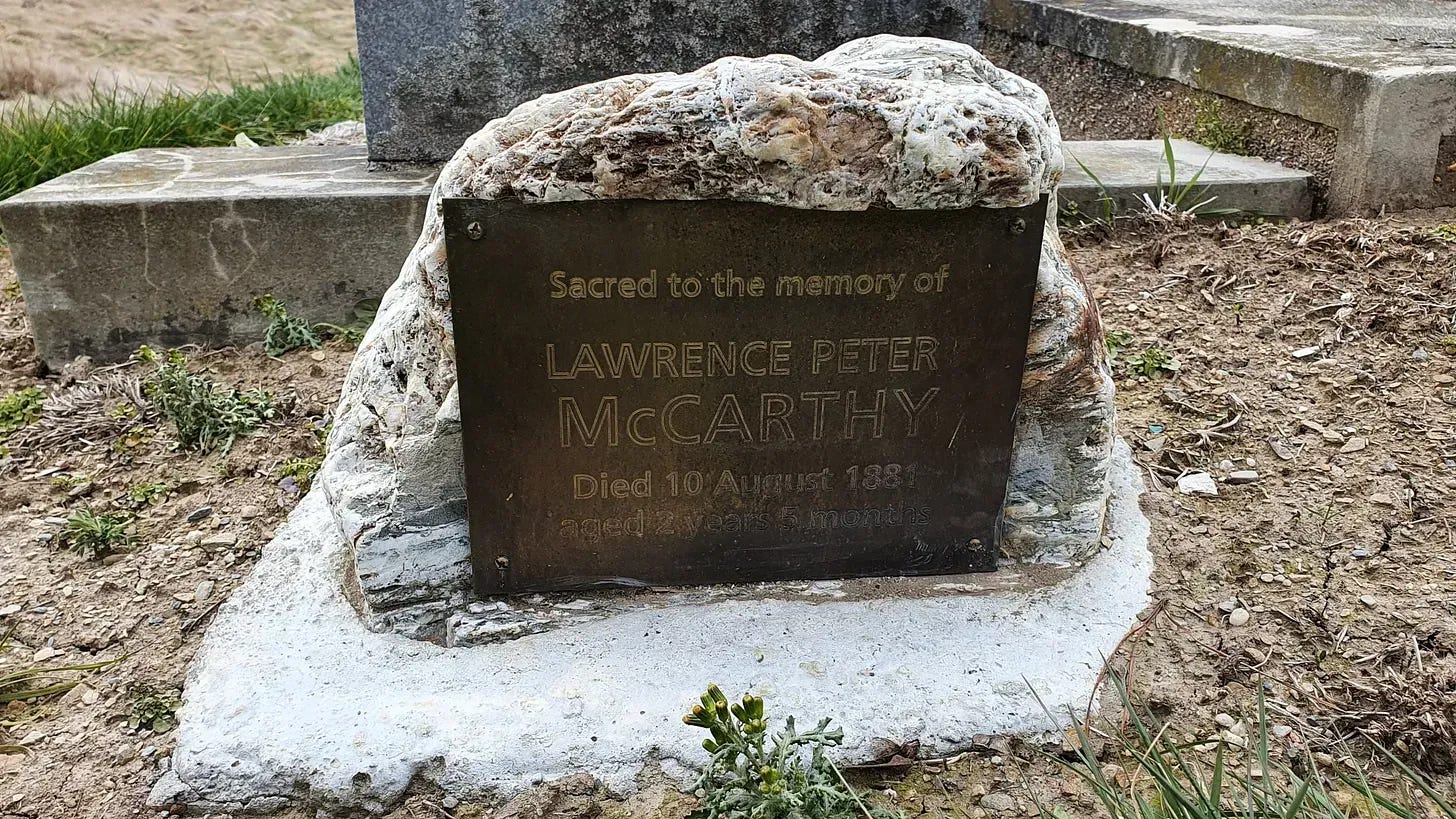 Sacred to the memory of
LAWRENCE PETER
McCARTHY
Died 10 August 1881
aged 2 years 5 months